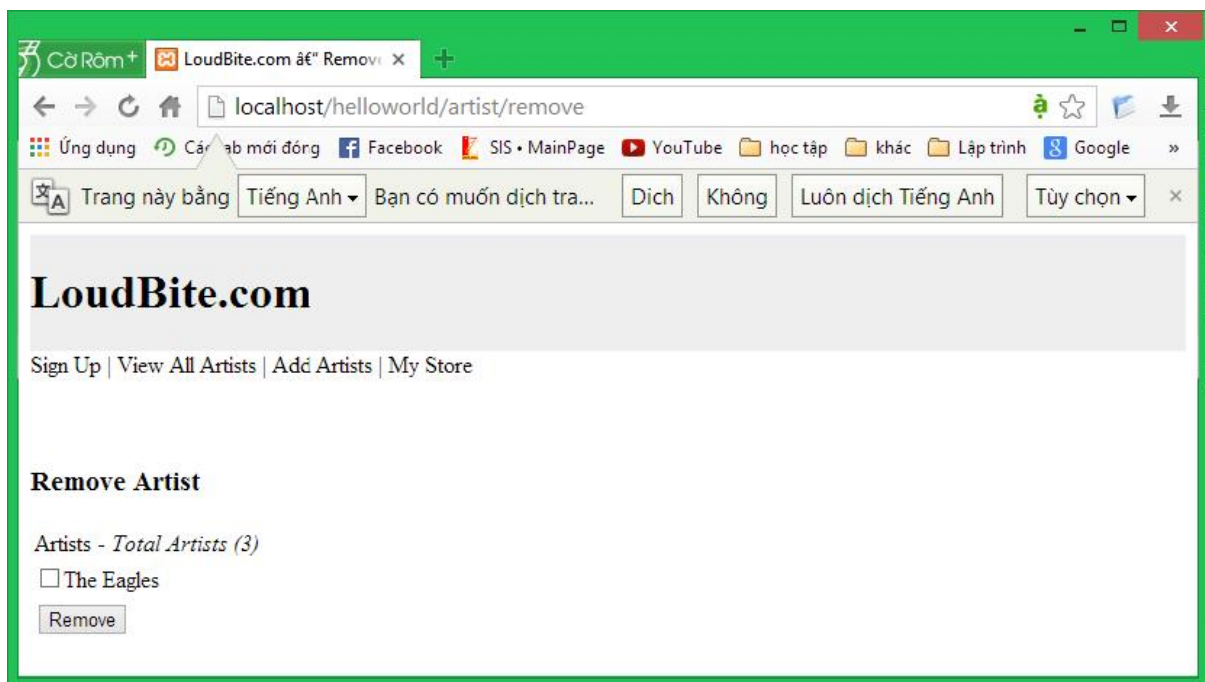 Cờ Rôm+ LoudBite.com – Remov
localhost/helloworld/artist/remove
Ứng dụng mới đóng Facebook SIS • MainPage YouTube học tập khác Lập trình Google »
Trang này bằng Tiếng Anh Bạn có muốn dịch tra... Dich Không Luôn dịch Tiếng Anh Tùy chọn
LoudBite.com
Sign Up | View All Artists | Add Artists | My Store
Remove Artist
Artists - Total Artists (3)
The Eagles
Remove